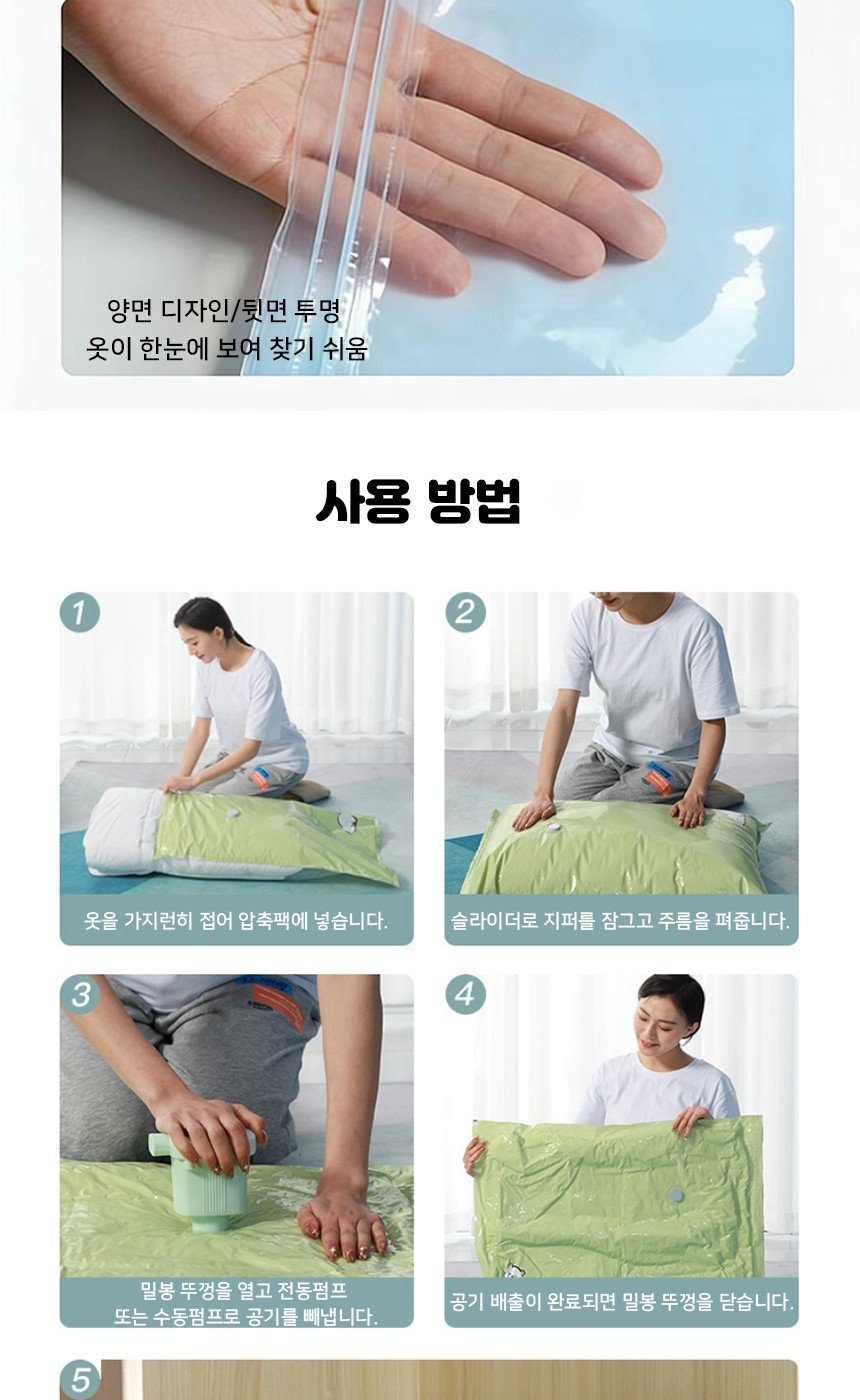 양면 디자인/뒷면 투명
옷이 한눈에 보여 찾기 쉬움
사용 방법
1
2
옷을 가지런히 접어 압축팩에 넣습니다.
슬라이더로 지퍼를 잠그고 주름을 펴줍니다.
3
4
밀봉 뚜껑을 열고 전동펌프
또는 수동펌프로 공기를 빼냅니다.
공기 배출이 완료되면 밀봉 뚜껑을 닫습니다.
5